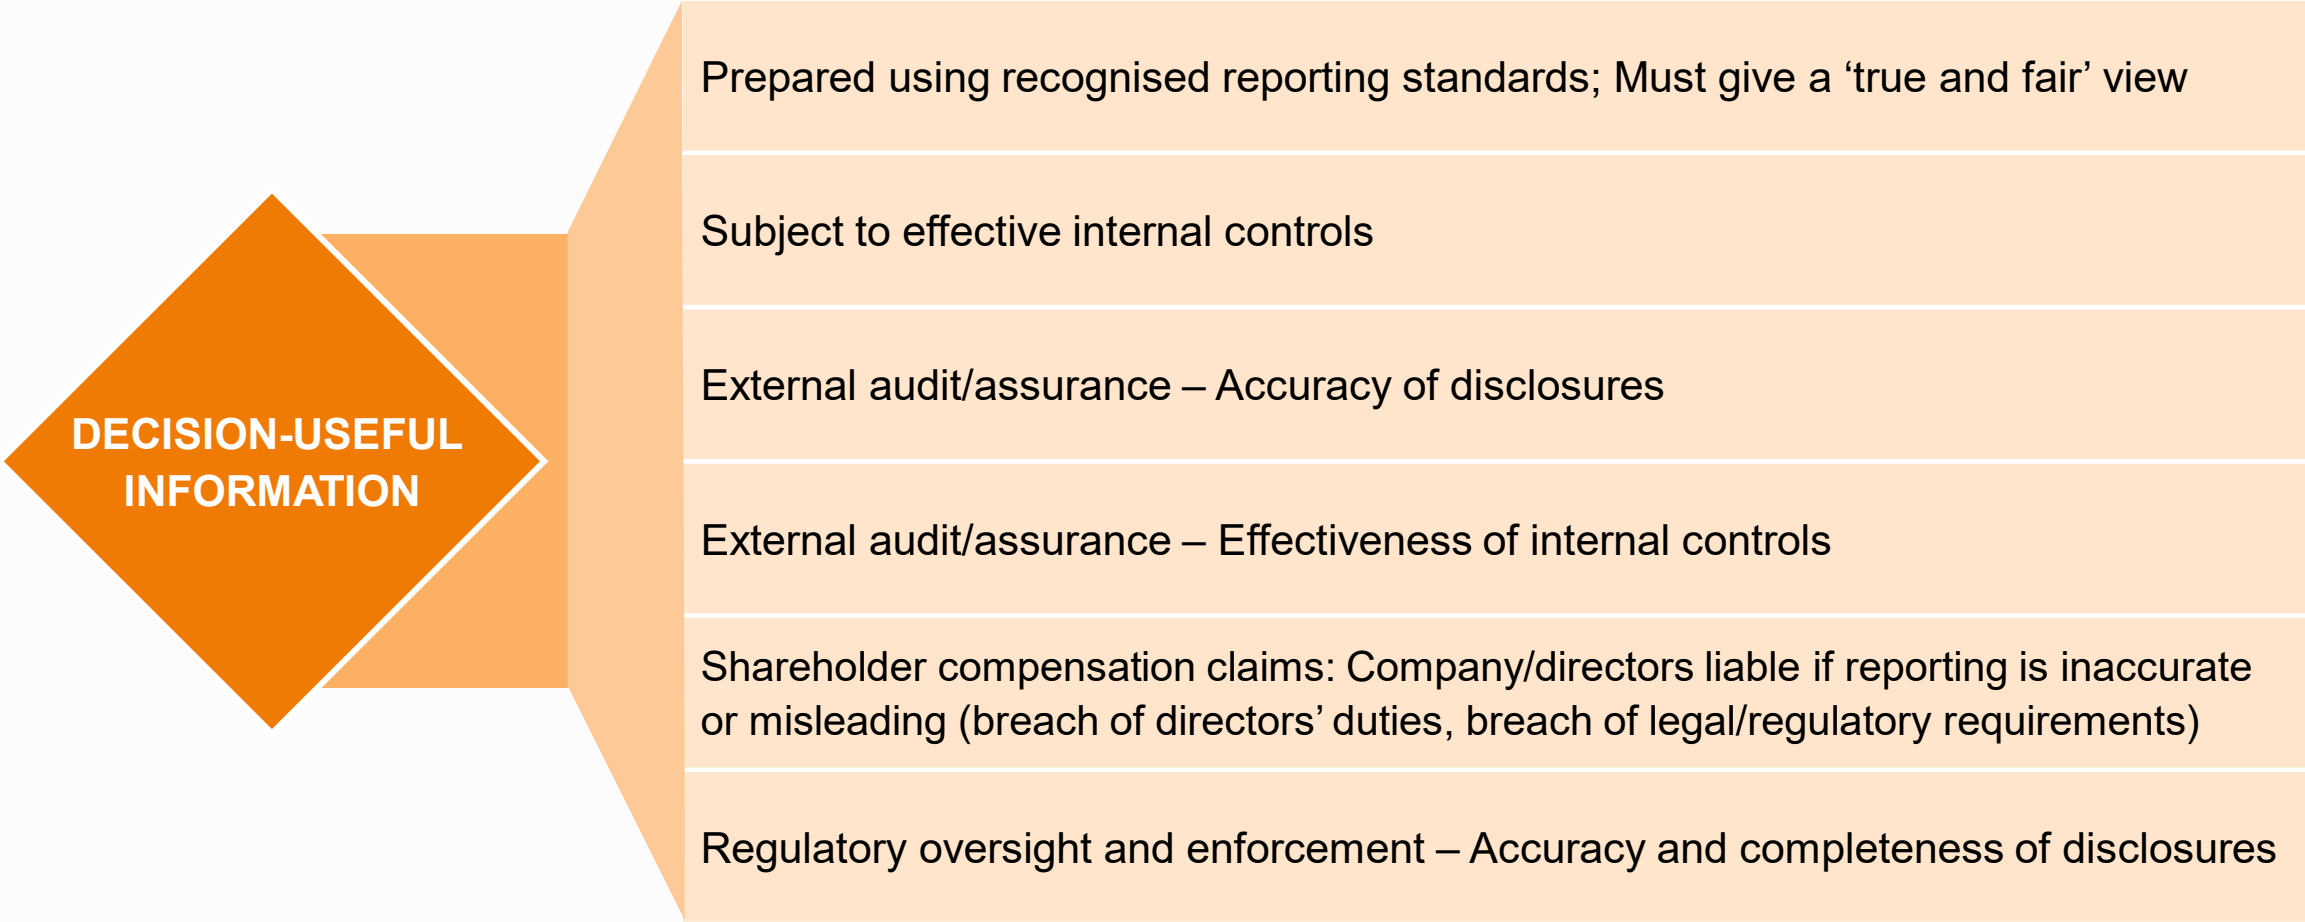 DECISION-USEFUL
INFORMATION
Prepared using recognised reporting standards; Must give a ‘true and fair’ view
Subject to effective internal controls
External audit/assurance – Accuracy of disclosures
External audit/assurance – Effectiveness of internal controls
Shareholder compensation claims: Company/directors liable if reporting is inaccurate
or misleading (breach of directors’ duties, breach of legal/regulatory requirements)
Regulatory oversight and enforcement – Accuracy and completeness of disclosures